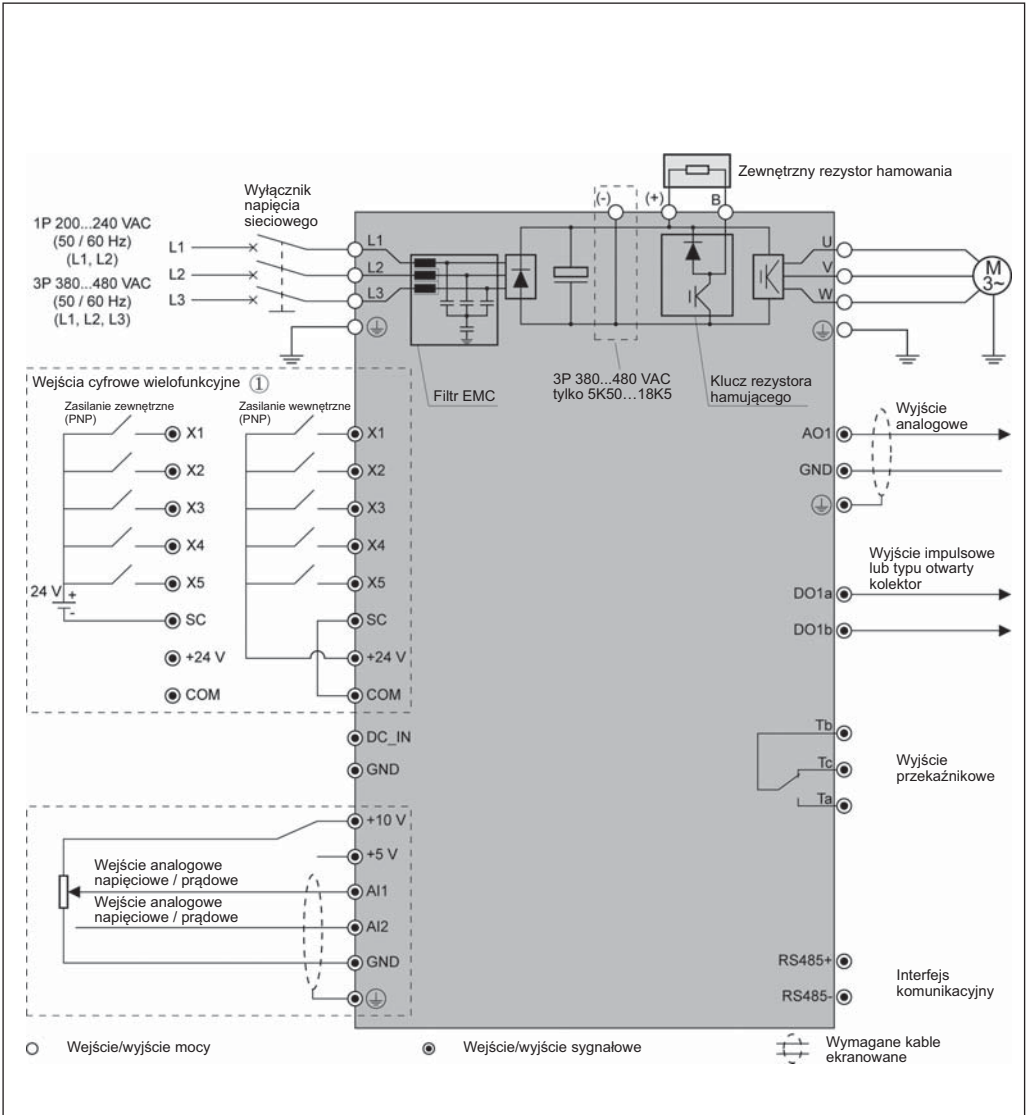 Zewnętrzny rezystor hamowania
Wyłącznik
napięcia
sieciowego
(-)
(+)
B
1P 200...240 VAC
(50 / 60 Hz)
(L1, L2)
3P 380...480 VAC
(50 / 60 Hz)
(L1, L2, L3)
L1
L2
L3
L1
L2
L3
U
V
W
M
3~
Filtr EMC
3P 380...480 VAC
tylko 5K50...18K5
Klucz rezystora
hamującego
Wejścia cyfrowe wielofunkcyjne ①
Zasilanie zewnętrzne
(PNP)
Zasilanie wewnętrzne
(PNP)
X1
X2
X3
X4
X5
24 V
+
-
SC
+24 V
COM
X1
X2
X3
X4
X5
SC
+24 V
COM
DC_IN
GND
+10 V
+5 V
Wejście analogowe
napięciowe / prądowe
AI1
Wejście analogowe
napięciowe / prądowe
AI2
GND
AO1
GND
Wyjście
analogowe
Wyjście impulsowe
lub typu otwarty
kolektor
DO1a
DO1b
Tb
Tc
Ta
Wyjście
przekaźnikowe
RS485+
RS485-
Interfejs
komunikacyjny
Wejście/wyjście mocy
Wejście/wyjście sygnałowe
Wymagane kable
ekranowane